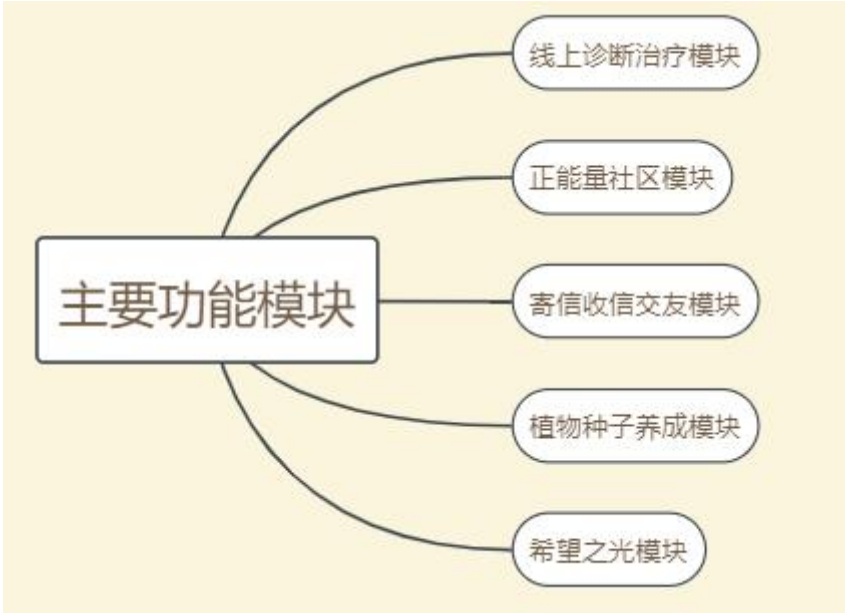 线上诊断治疗模块
正能量社区模块
主要功能模块
寄信收信交友模块
植物种子养成模块
希望之光模块